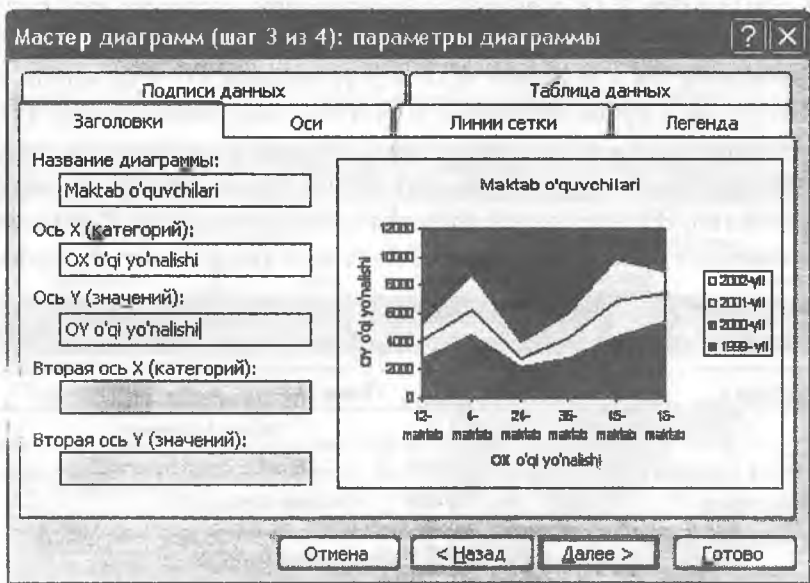 Мастер диаграмм (шаг 3 из 4): параметры диаграммы
Подписи данных
Таблица данных
Заголовки
Оси
Линии сетки
Легенда
Название диаграммы:
Maktab o'quvchilari
Ось X (категорий):
OX o'qi yo'nalishi
Ось Y (значений):
OY o'qi yo'nalishi
Вторая ось X (категорий):
Вторая ось Y (значений):
Maktab o'quvchilari
OY o'qi yo'nalishi
12000
10000
8000
6000
4000
2000
0
12- 4- 24- 35- 45- 15-
maktab maktab maktab maktab maktab maktab
OX o'qi yo'nalishi
2002-yil
2001-yil
2000-yil
1999-yil
Отмена
< Назад
Далее >
Готово